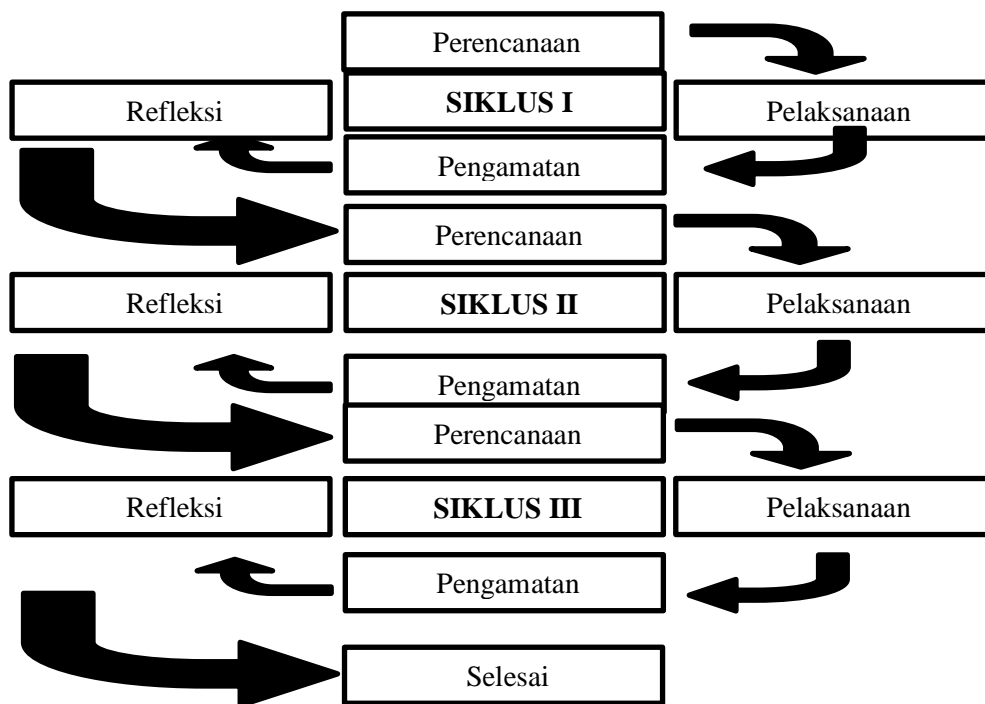 Perencanaan
Refleksi
SIKLUS I
Pelaksanaan
Pengamatan
Perencanaan
Refleksi
SIKLUS II
Pelaksanaan
Pengamatan
Perencanaan
Refleksi
SIKLUS III
Pelaksanaan
Pengamatan
Selesai